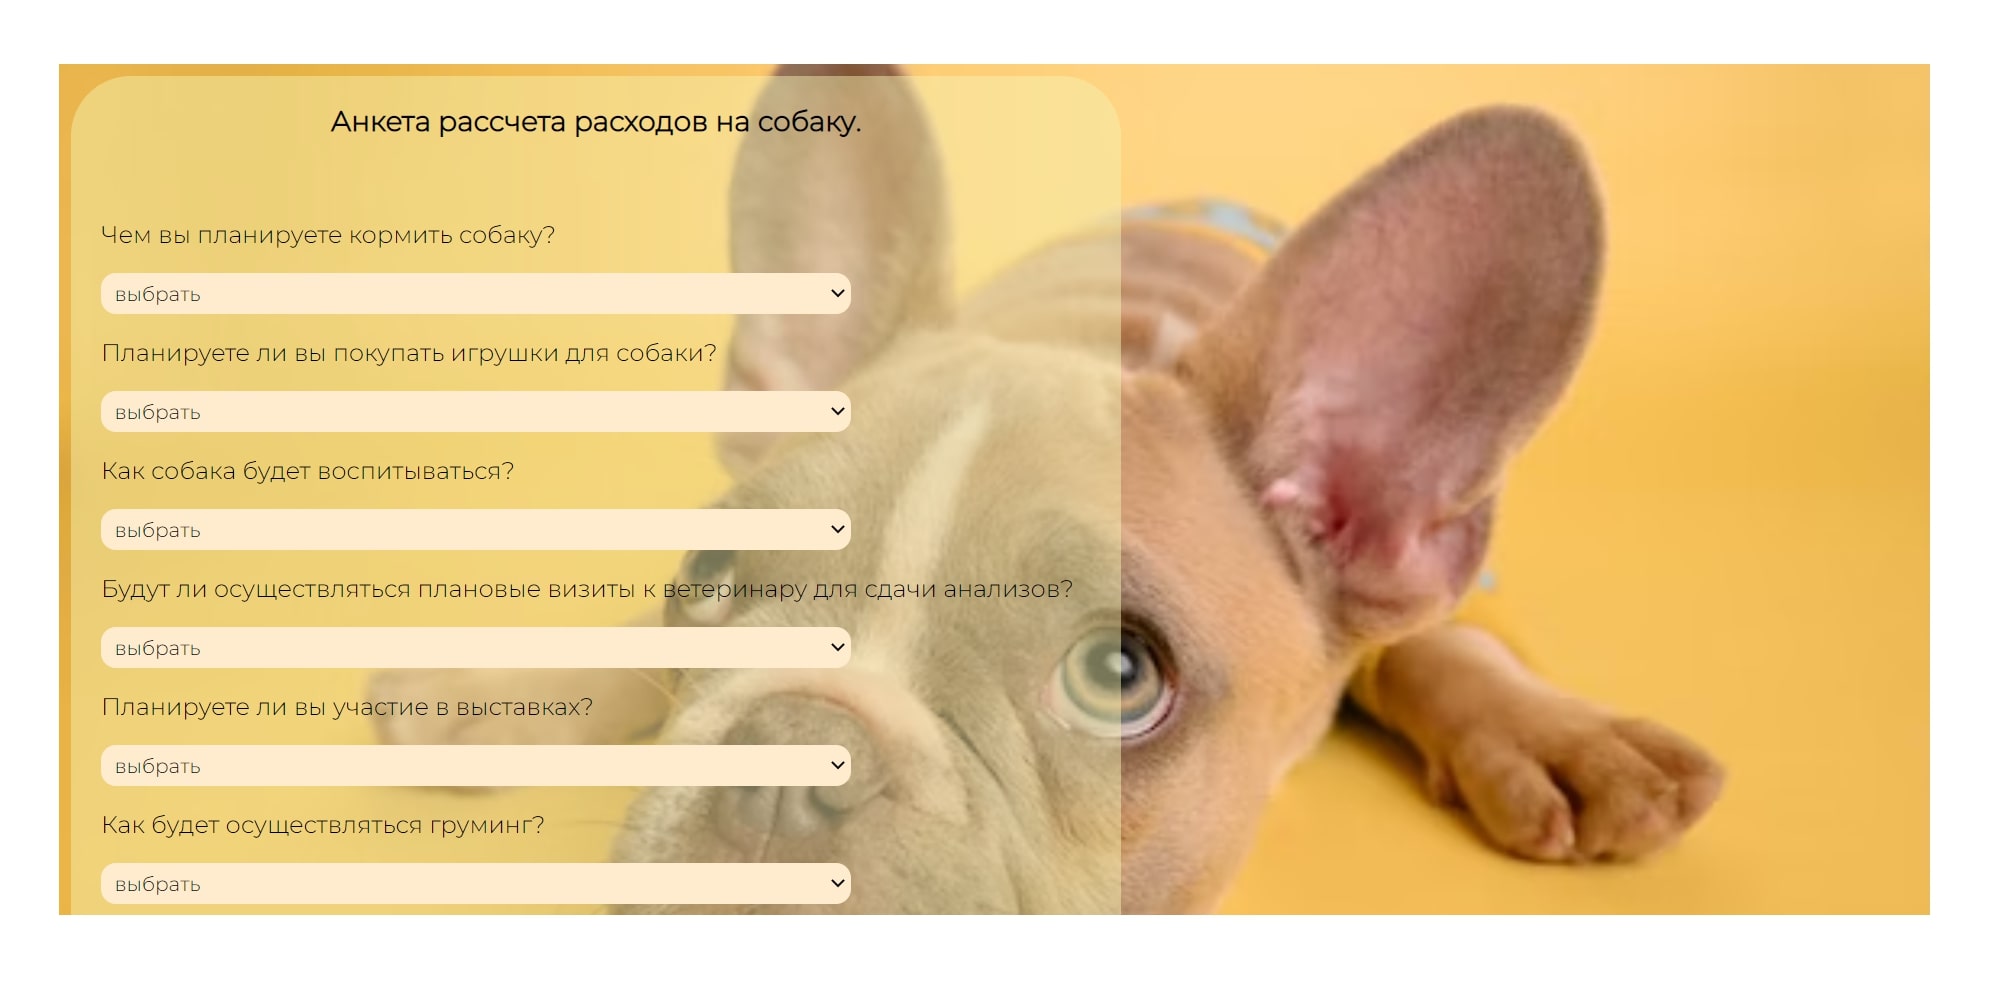 Анкета рассчета расходов на собаку.
Чем вы планируете кормить собаку?
выбрать
Планируете ли вы покупать игрушки для собаки?
выбрать
Как собака будет воспитываться?
выбрать
Будут ли осуществляться плановые визиты к ветеринару для сдачи анализов?
выбрать
Планируете ли вы участие в выставках?
выбрать
Как будет осуществляться груминг?
выбрать